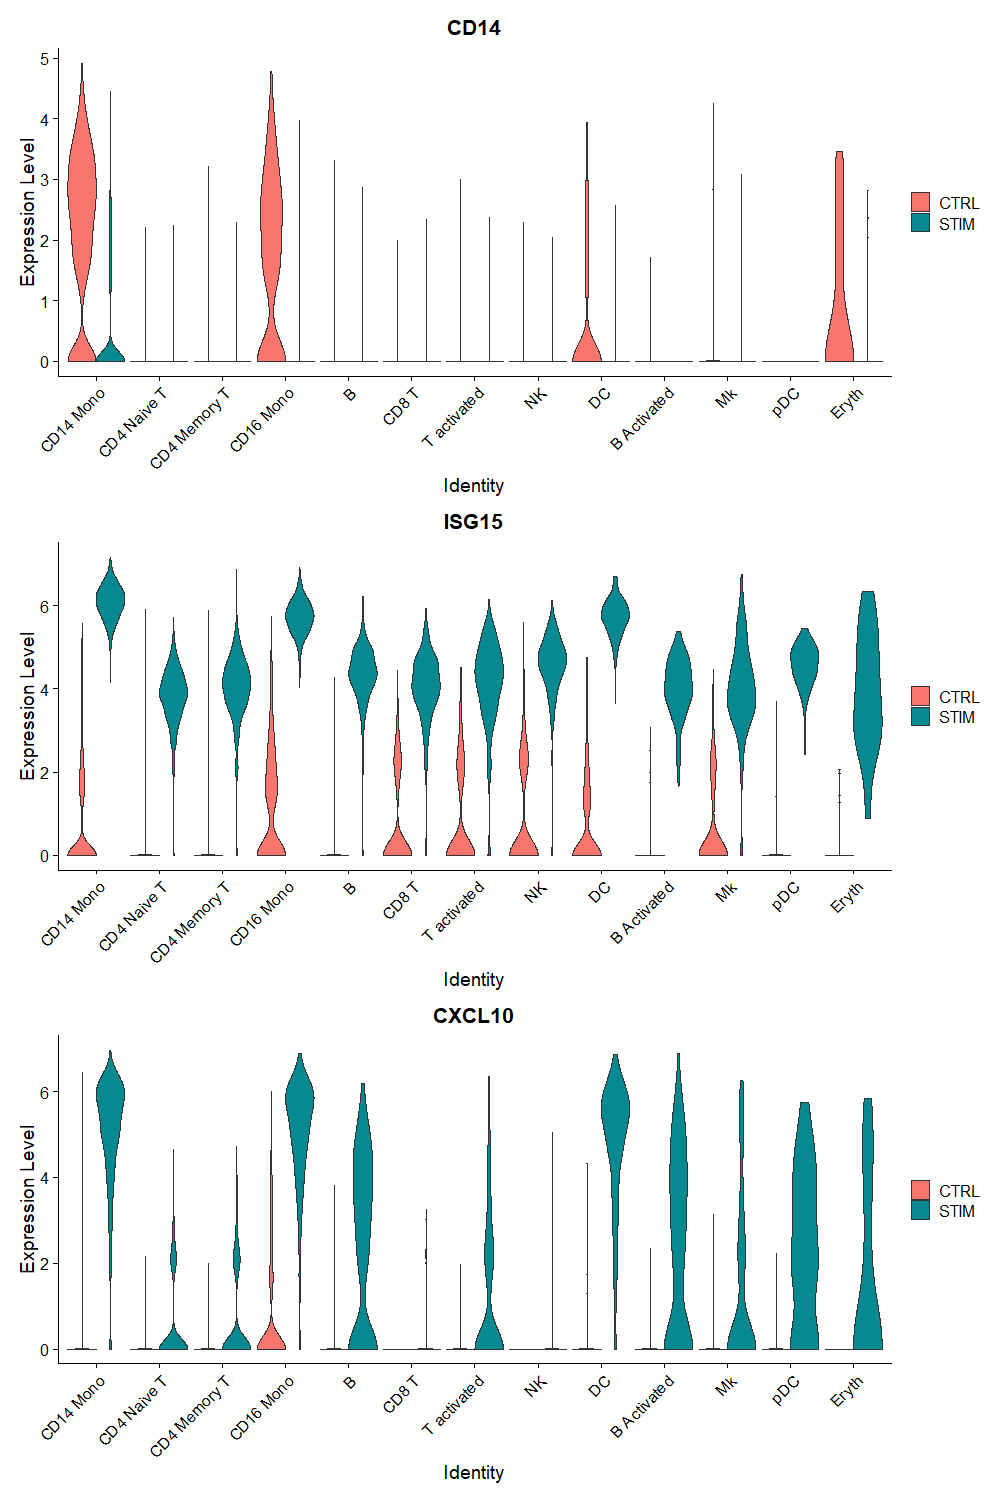 CD14
Expression Level
5
4
3
2
1
0
CD14 Mono
CD4 Naive T
CD4 Memory T
CD16 Mono
B
CD8 T
T activated
NK
DC
B Activated
Mk
pDC
Eryth
Identity
CTRL
STIM
ISG15
Expression Level
6
4
2
0
CD14 Mono
CD4 Naive T
CD4 Memory T
CD16 Mono
B
CD8 T
T activated
NK
DC
B Activated
Mk
pDC
Eryth
Identity
CTRL
STIM
CXCL10
Expression Level
6
4
2
0
CD14 Mono
CD4 Naive T
CD4 Memory T
CD16 Mono
B
CD8 T
T activated
NK
DC
B Activated
Mk
pDC
Eryth
Identity
CTRL
STIM